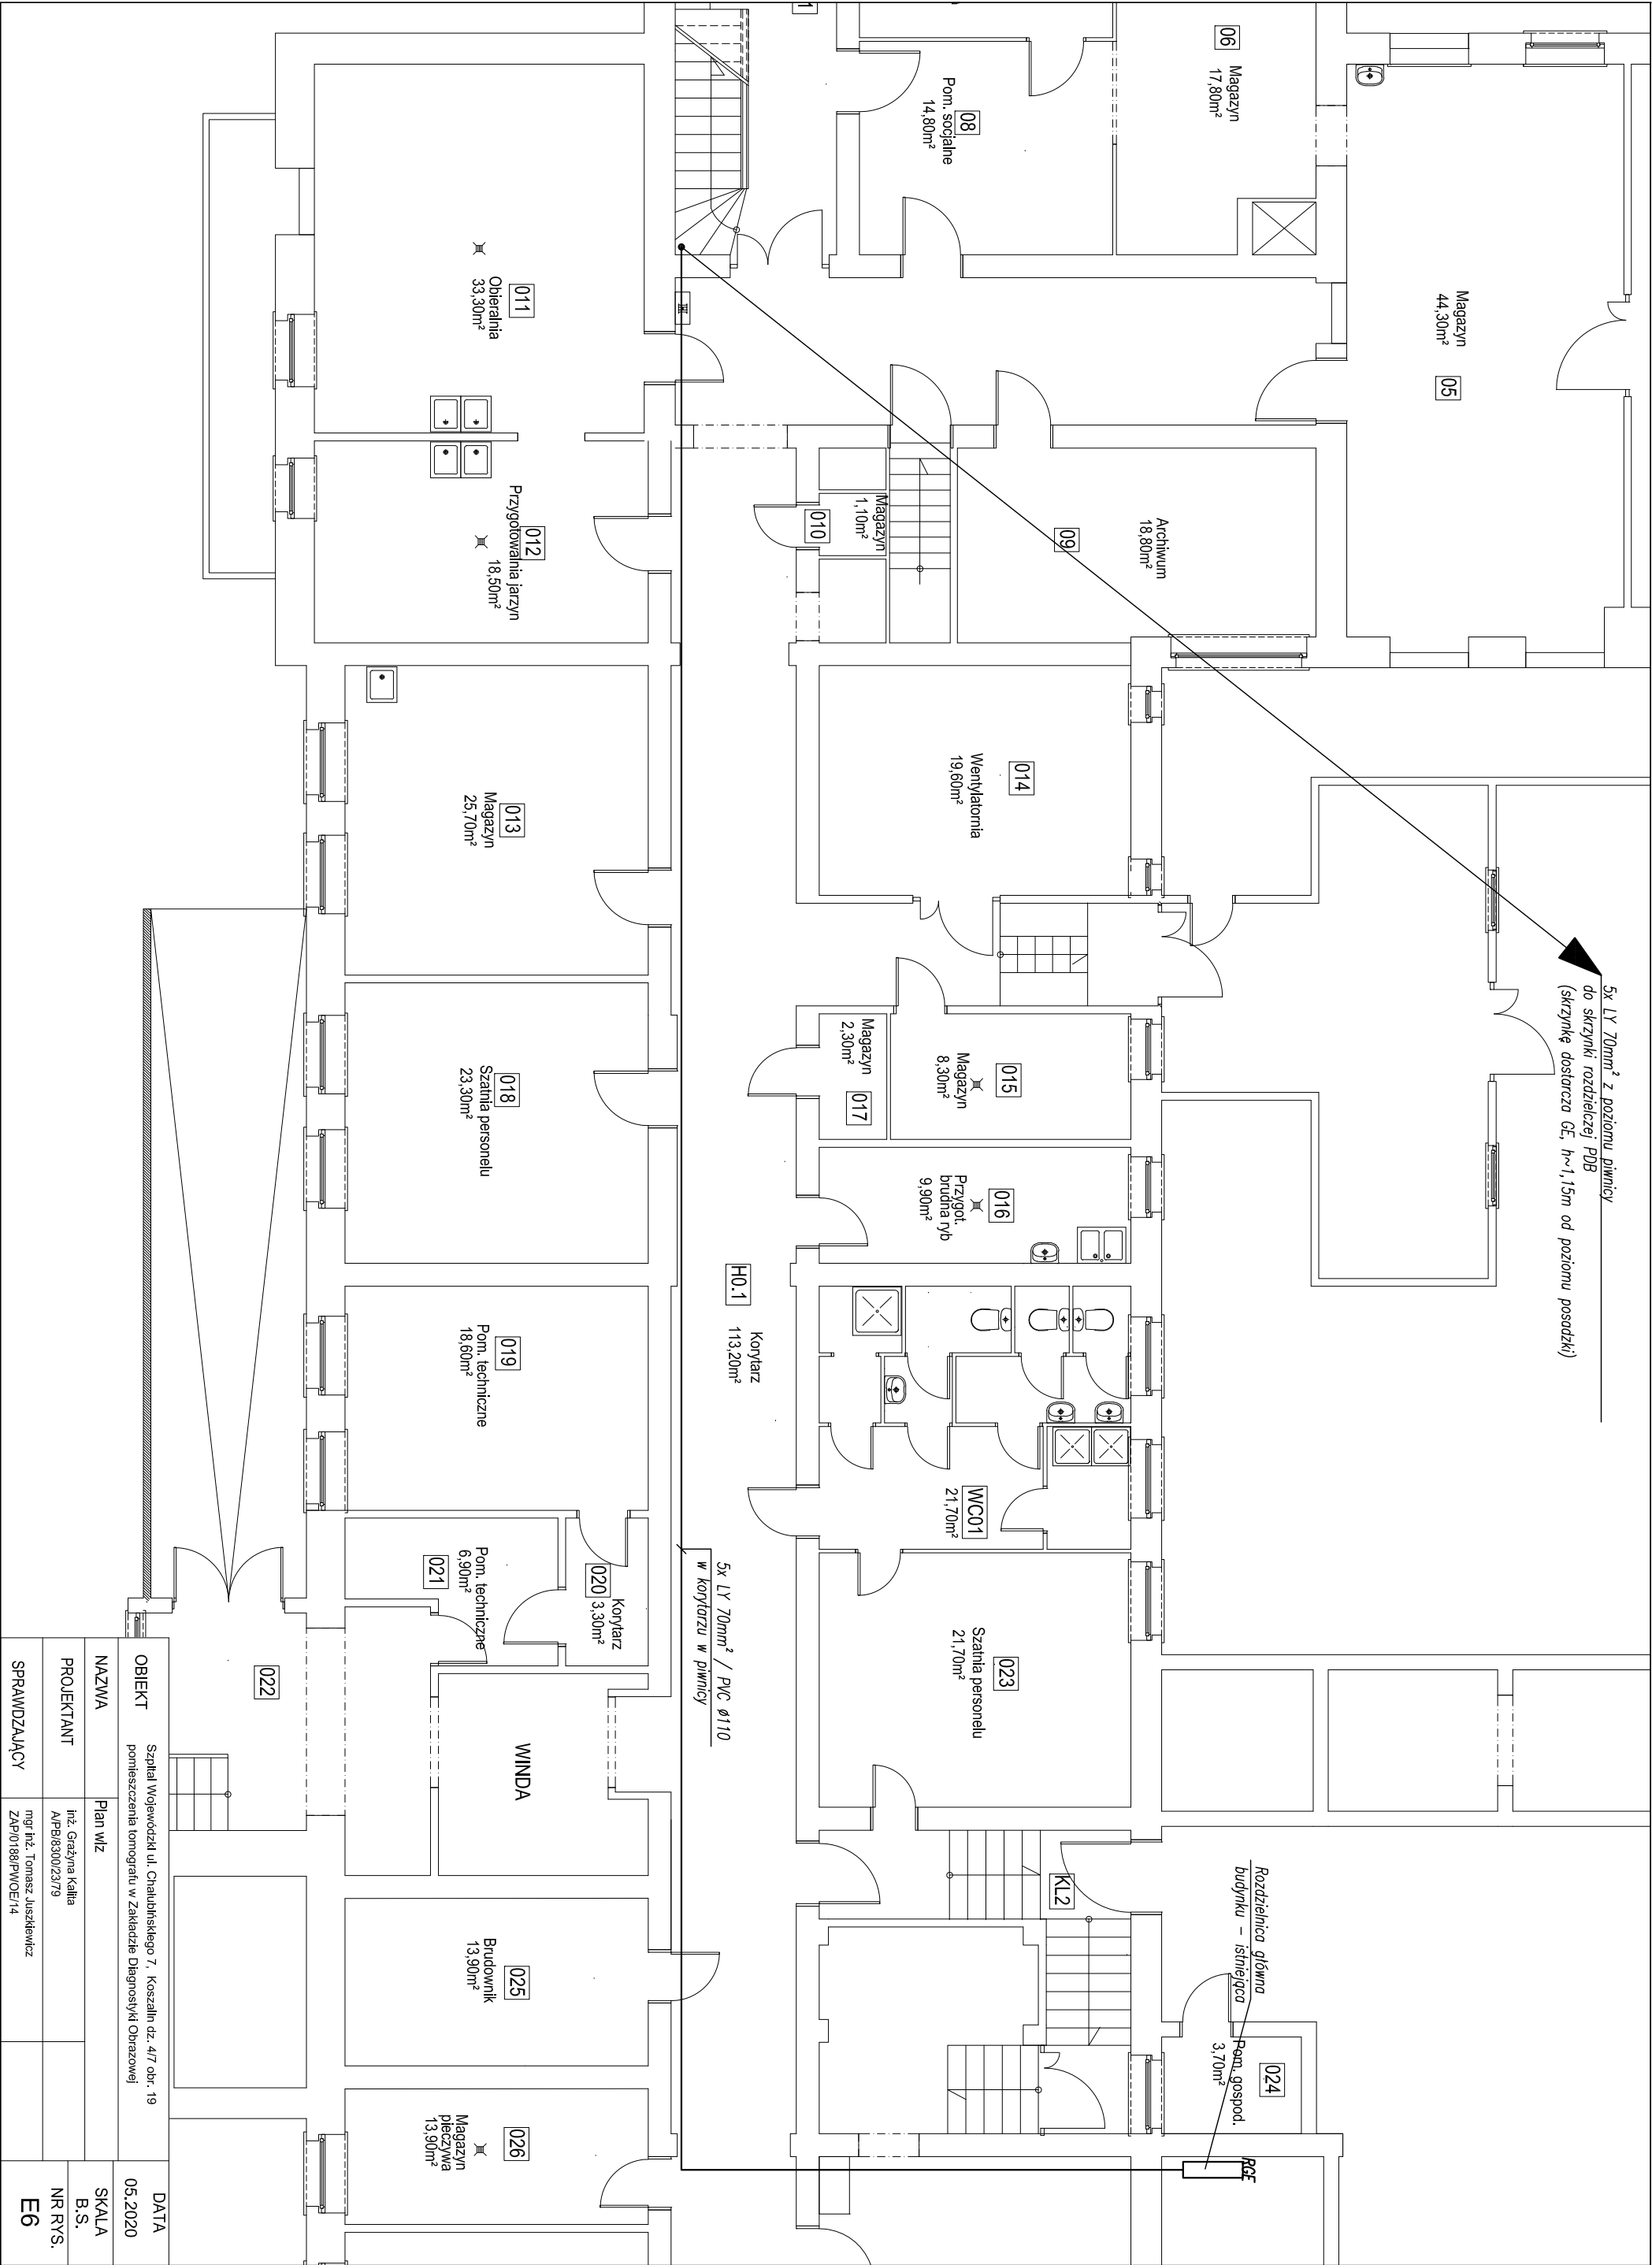 06
Magazyn
17,80m²
Magazyn
44,30m²
05
08
Pom. socjalne
14,80m²
Archiwum
18,80m²
09
Magazyn
1,10m²
010
011
Obieralnia
33,30m²
012
Przygotowalnia jarzyn
18,50m²
013
Magazyn
25,70m²
014
Wentylatornia
19,60m²
015
Magazyn
8,30m²
Magazyn
2,30m²
017
016
Przygot.
brudna ryb
9,90m²
018
Szatnia personelu
23,30m²
019
Pom. techniczne
18,60m²
H0.1
Korytarz
113,20m²
WC01
21,70m²
Korytarz
020
3,30m²
Pom. techniczne
6,90m²
021
022
WINDA
023
Szatnia personelu
21,70m²
KL2
024
Pom. gospod.
3,70m²
025
Brudownik
13,90m²
026
Magazyn
pieczywa
13,90m²
5x LY 70mm² z poziomu piwnicy
do skrzynki rozdzielczej PDB
(skrzynkę dostarcza GE, h~1,15m od poziomu posadzki)
5x LY 70mm² / PVC ø110
w korytarzu w piwnicy
Rozdzielnica główna
budynku - istniejąca
RGE
OBIEKT
Szpital Wojewódzki ul. Chałubińskiego 7, Koszalin dz. 4/7 obr. 19
pomieszczenia tomografu w Zakładzie Diagnostyki Obrazowej
DATA
05.2020
NAZWA
Plan wlz
SKALA
B.S.
PROJEKTANT
inż. Grażyna Kalita
A/PB/8300/23/79
NR RYS.
E6
SPRAWDZAJĄCY
mgr inż. Tomasz Juszkiewicz
ZAP/0188/PWOE/14